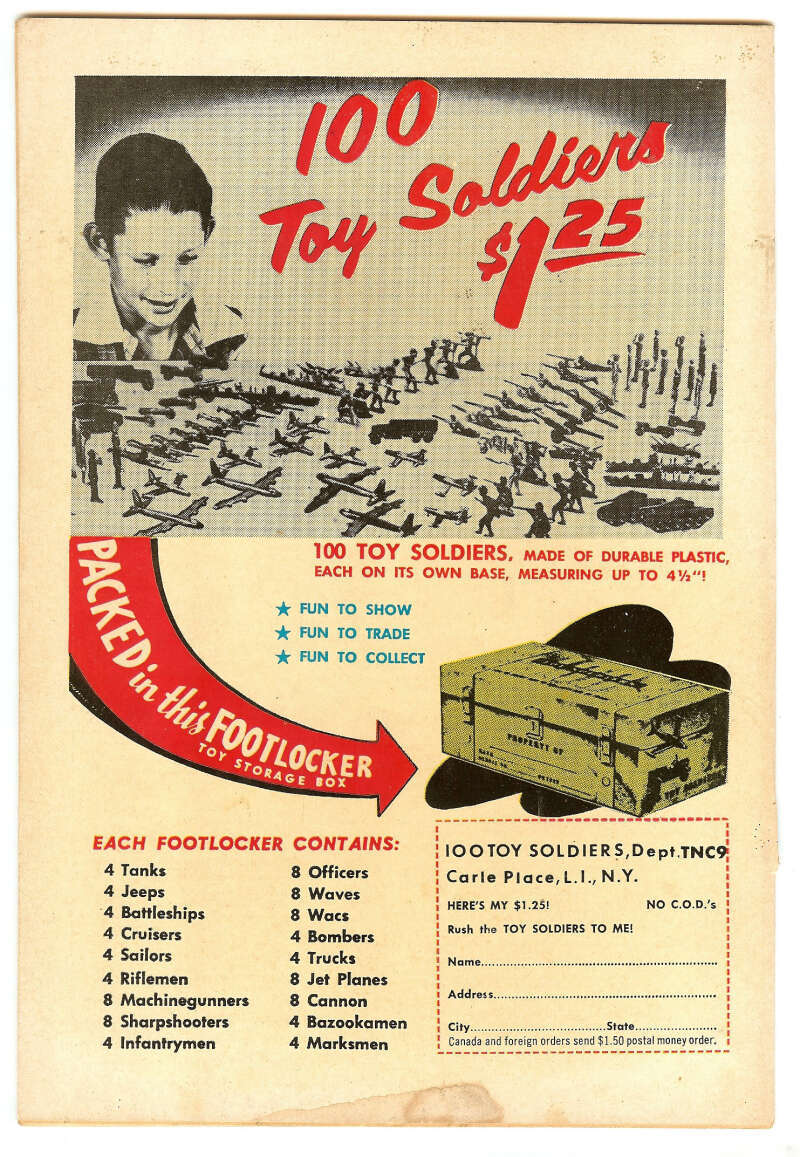 100
Toy Soldiers
$1.25
100 TOY SOLDIERS, MADE OF DURABLE PLASTIC,
EACH ON ITS OWN BASE, MEASURING UP TO 4½"!
★ FUN TO SHOW
★ FUN TO TRADE
★ FUN TO COLLECT
PACKED in this FOOTLOCKER
TOY STORAGE BOX
PROPERTY OF
EACH FOOTLOCKER CONTAINS:
4 Tanks
4 Jeeps
4 Battleships
4 Cruisers
4 Sailors
4 Riflemen
8 Machinegunners
8 Sharpshooters
4 Infantrymen
8 Officers
8 Waves
8 Wacs
4 Bombers
4 Trucks
8 Jet Planes
8 Cannon
4 Bazookamen
4 Marksmen
100 TOY SOLDIERS, Dept. TNC9
Carle Place, L.I., N.Y.
HERE'S MY $1.25! NO C.O.D.'s
Rush the TOY SOLDIERS TO ME!
Name
Address
City State
Canada and foreign orders send $1.50 postal money order.